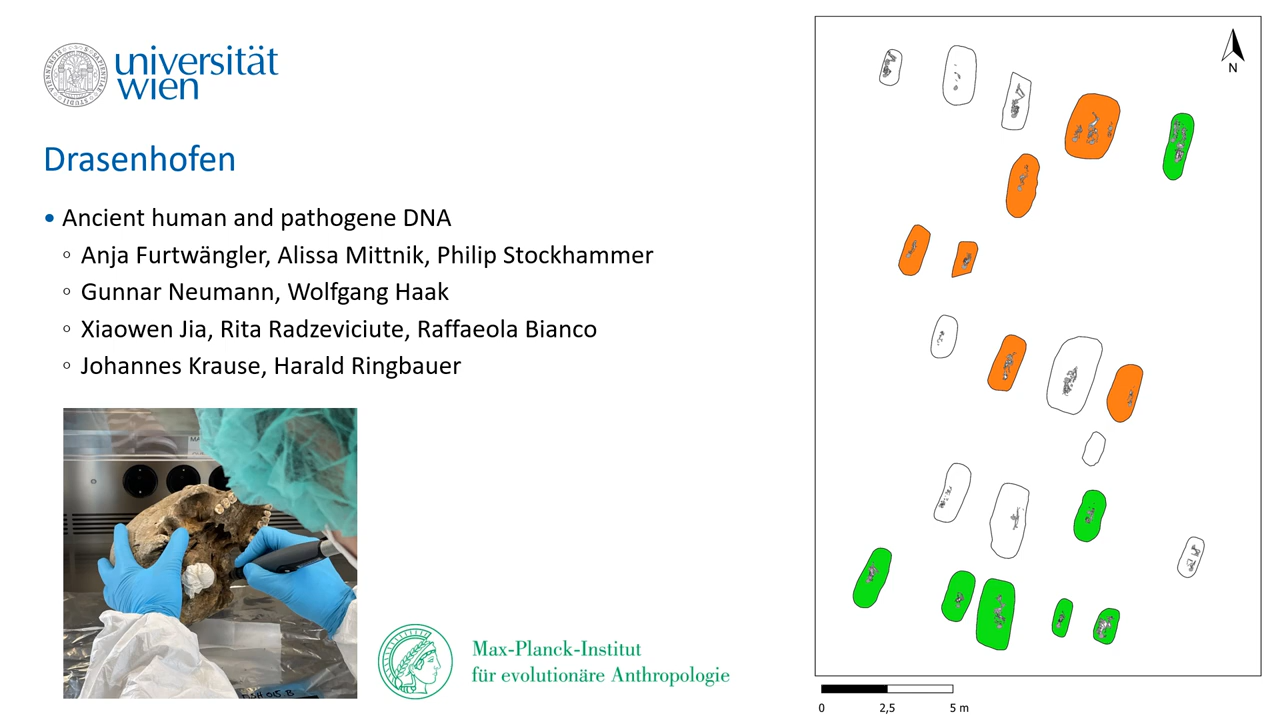 universität
wien
Drasenhofen
• Ancient human and pathogene DNA
◦ Anja Furtwängler, Alissa Mittnik, Philip Stockhammer
◦ Gunnar Neumann, Wolfgang Haak
◦ Xiaowen Jia, Rita Radzeviciute, Raffaeola Bianco
◦ Johannes Krause, Harald Ringbauer
Max-Planck-Institut
für evolutionäre Anthropologie
N
0 2,5 5 m